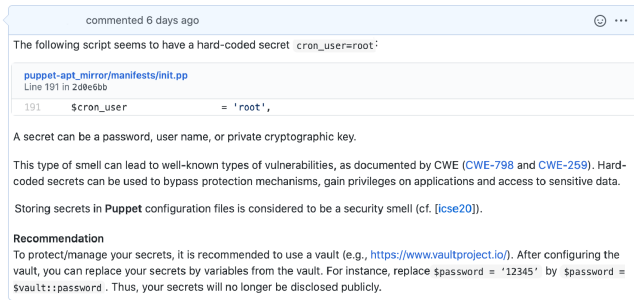 commented 6 days ago
The following script seems to have a hard-coded secret cron_user=root:
puppet-apt_mirror/manifests/init.pp
Line 191 in 2d0e6bb
191 $cron_user = 'root',
A secret can be a password, user name, or private cryptographic key.
This type of smell can lead to well-known types of vulnerabilities, as documented by CWE (CWE-798 and CWE-259). Hard-
coded secrets can be used to bypass protection mechanisms, gain privileges on applications and access to sensitive data.
Storing secrets in Puppet configuration files is considered to be a security smell (cf. [icse20]).
Recommendation
To protect/manage your secrets, it is recommended to use a vault (e.g., https://www.vaultproject.io/). After configuring the
vault, you can replace your secrets by variables from the vault. For instance, replace $password = ‘12345’ by $password =
$vault::password. Thus, your secrets will no longer be disclosed publicly.